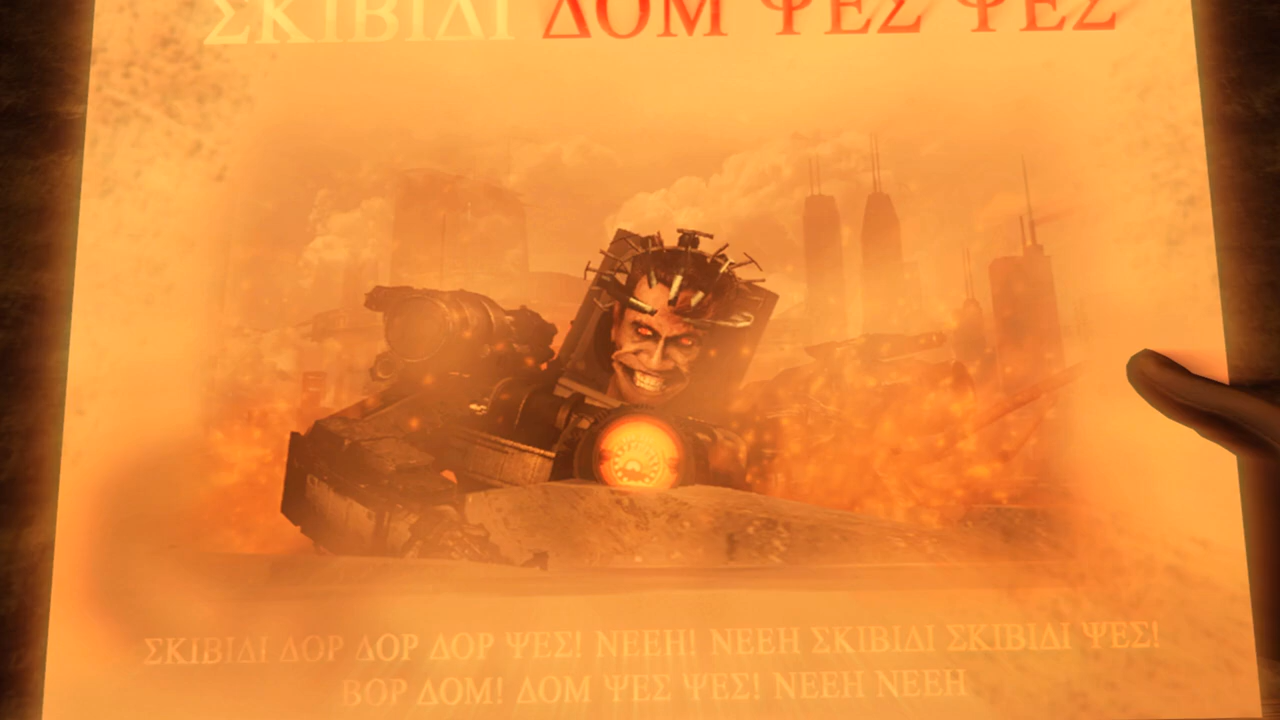 ΣΚΙΒΙΔΙ ΔΟΜ ΨΕΣ ΨΕΣ
ΣΚΙΒΙΔΙ ΔΟΡ ΔΟΡ ΔΟΡ ΨΕΣ! ΝΕΕΗ! ΝΕΕΗ ΣΚΙΒΙΔΙ ΣΚΙΒΙΔΙ ΨΕΣ!
ΒΟΡ ΔΟΜ! ΔΟΜ ΨΕΣ ΨΕΣ! ΝΕΕΗ ΝΕΕΗ